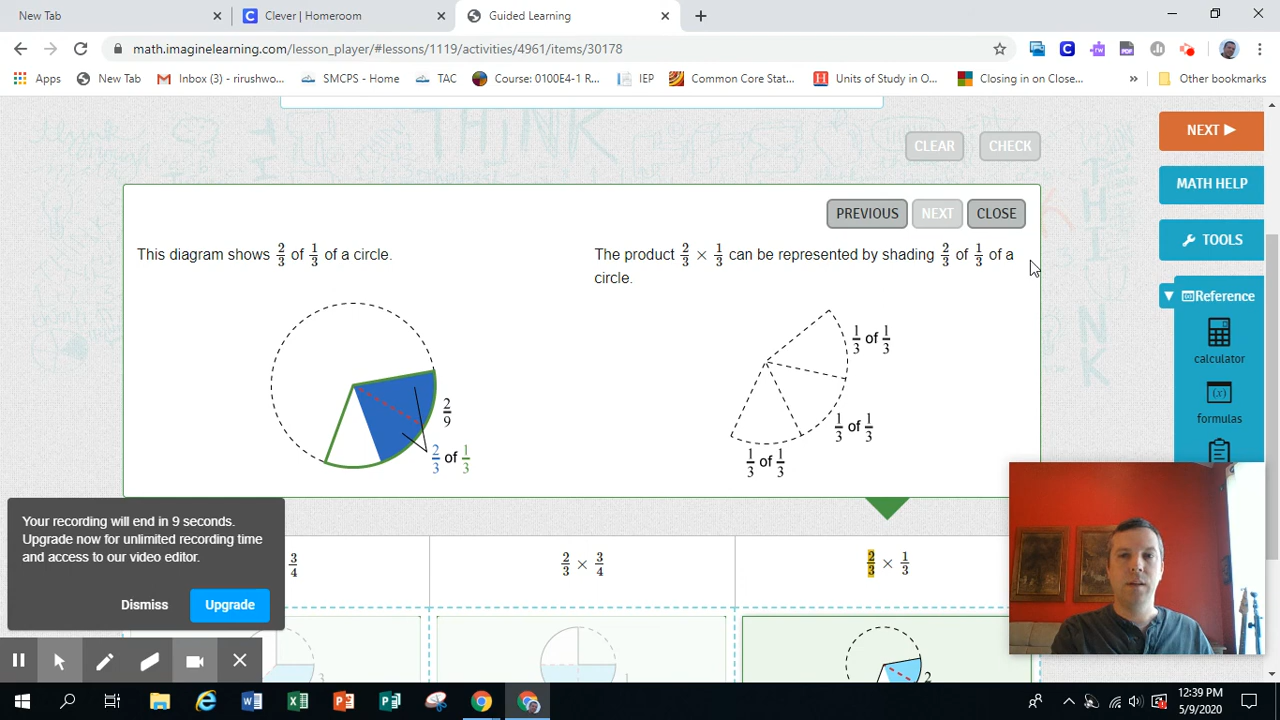 New Tab
Clever | Homeroom
Guided Learning
math.imaginelearning.com/lesson_player/#lessons/1119/activities/4961/items/30178
Apps
New Tab
Inbox (3) - rirushwo...
SMCPS - Home
TAC
Course: 0100E4-1 R...
IEP
Common Core Stat...
Units of Study in O...
Closing in on Close...
»
Other bookmarks
THINK
CLEAR
CHECK
NEXT
MATH HELP
TOOLS
Reference
calculator
(x)
formulas
PREVIOUS
NEXT
CLOSE
This diagram shows 2/3 of 1/3 of a circle.
2/9
2/3 of 1/3
The product 2/3 × 1/3 can be represented by shading 2/3 of 1/3 of a
circle.
1/3 of 1/3
1/3 of 1/3
1/3 of 1/3
3/4
2/3 × 3/4
2/3 × 1/3
2
Your recording will end in 9 seconds.
Upgrade now for unlimited recording time
and access to our video editor.
Dismiss
Upgrade
12:39 PM
5/9/2020